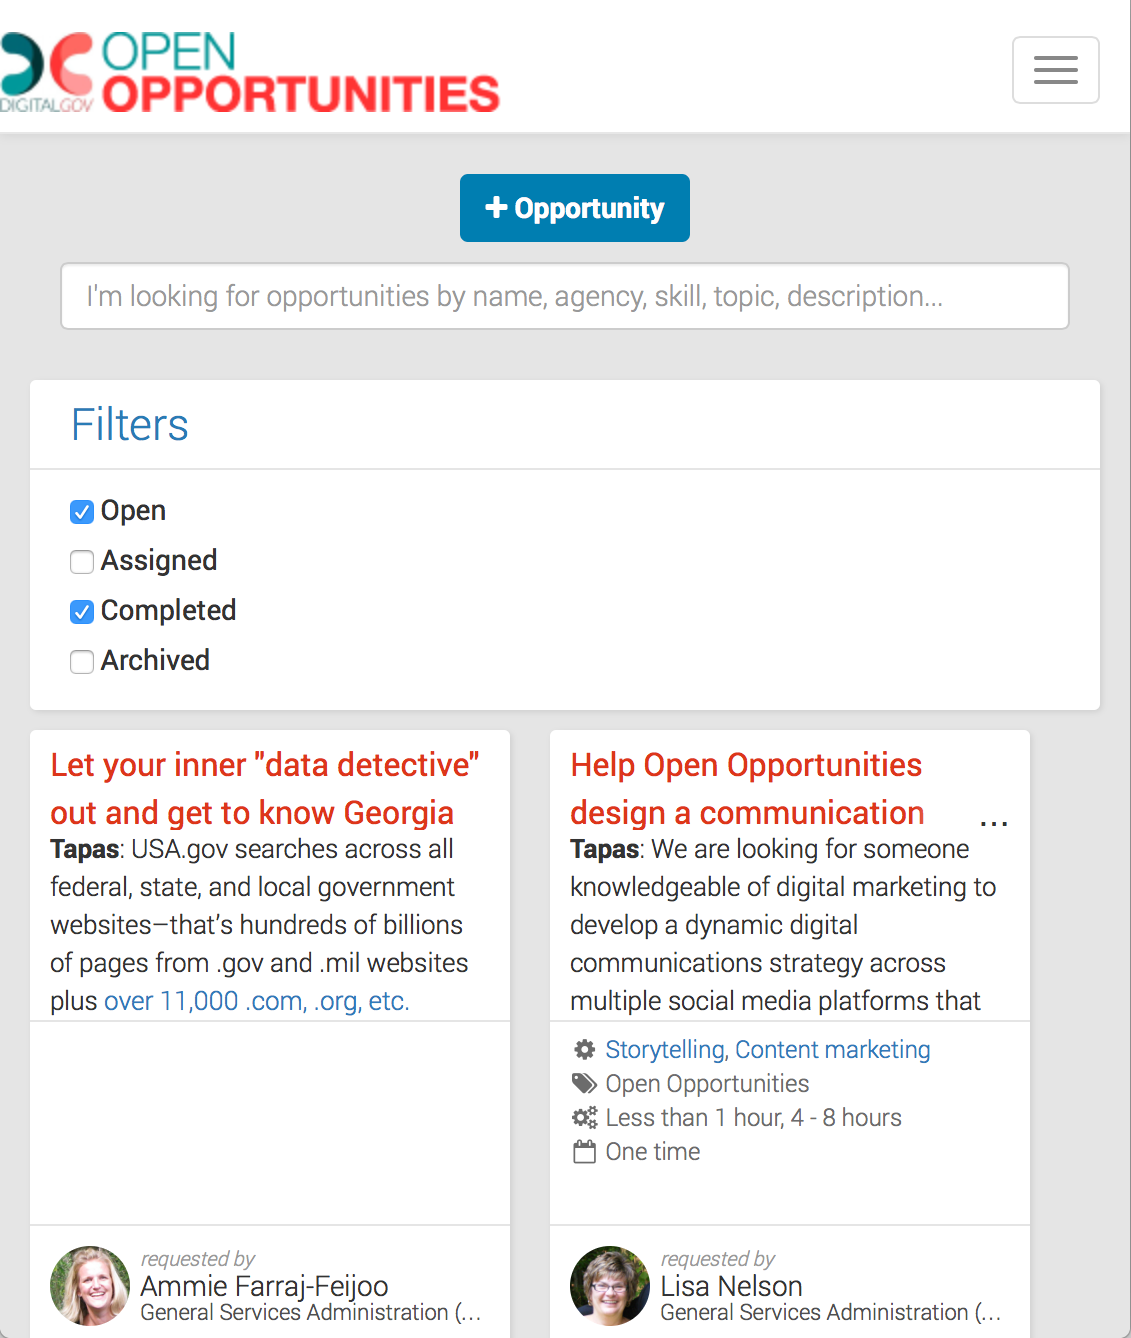 OPEN
DIGITALGOV OPPORTUNITIES
+ Opportunity
I'm looking for opportunities by name, agency, skill, topic, description...
Filters
Open
Assigned
Completed
Archived
Let your inner "data detective"
out and get to know Georgia
Tapas: USA.gov searches across all
federal, state, and local government
websites–that’s hundreds of billions
of pages from .gov and .mil websites
plus over 11,000 .com, .org, etc.
requested by
Ammie Farraj-Feijoo
General Services Administration (...
Help Open Opportunities
design a communication ...
Tapas: We are looking for someone
knowledgeable of digital marketing to
develop a dynamic digital
communications strategy across
multiple social media platforms that
Storytelling, Content marketing
Open Opportunities
Less than 1 hour, 4 - 8 hours
One time
requested by
Lisa Nelson
General Services Administration (...